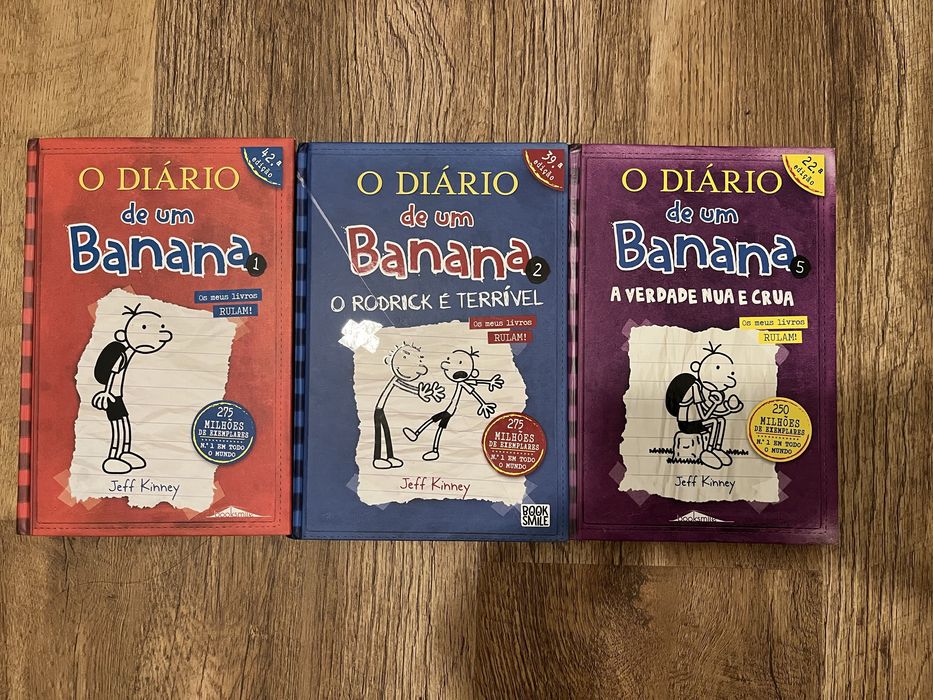 42.ª
edição
O DIÁRIO
de um
Banana
1
Os meus livros
RULAM!
275
MILHÕES
DE EXEMPLARES
N.º 1 EM TODO
O MUNDO
Jeff Kinney
booksmile
39.ª
edição
O DIÁRIO
de um
Banana
2
O RODRICK É TERRÍVEL
Os meus livros
RULAM!
275
MILHÕES
DE EXEMPLARES
N.º 1 EM TODO
O MUNDO
Jeff Kinney
BOOK
SMILE
22.ª
edição
O DIÁRIO
de um
Banana
5
A VERDADE NUA E CRUA
Os meus livros
RULAM!
250
MILHÕES
DE EXEMPLARES
N.º 1 EM TODO
O MUNDO
Jeff Kinney
booksmile